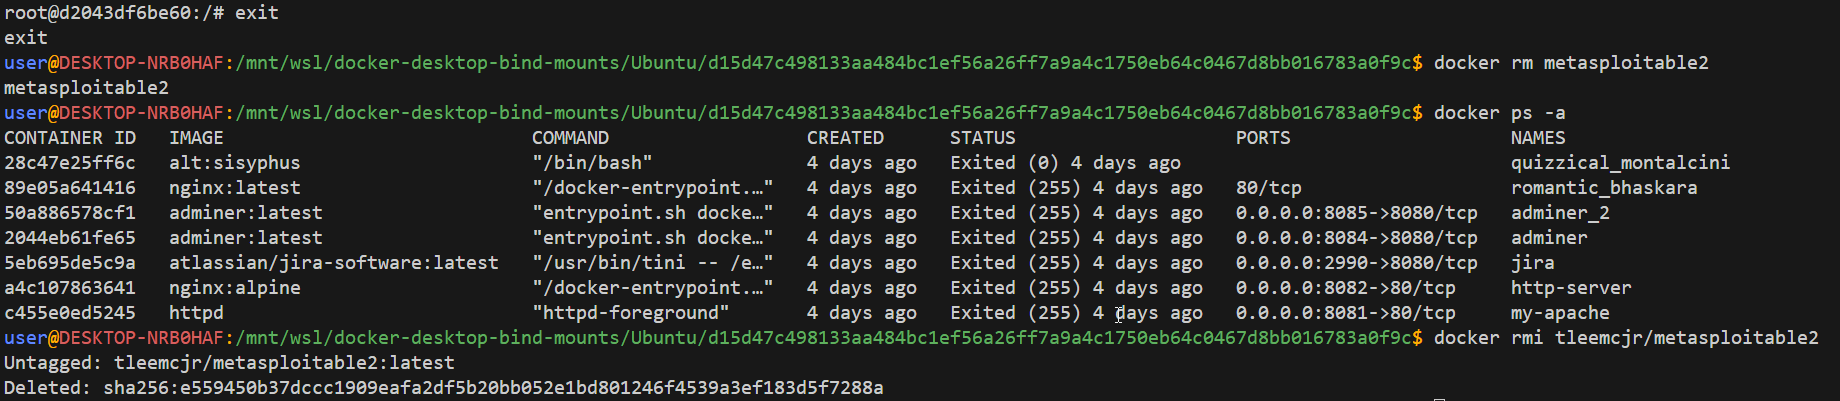 root@d2043df6be60:/# exit
exit
user@DESKTOP-NRB0HAF:/mnt/wsl/docker-desktop-bind-mounts/Ubuntu/d15d47c498133aa484bc1ef56a26ff7a9a4c1750eb64c0467d8bb016783a0f9c$ docker rm metasploitable2
metasploitable2
user@DESKTOP-NRB0HAF:/mnt/wsl/docker-desktop-bind-mounts/Ubuntu/d15d47c498133aa484bc1ef56a26ff7a9a4c1750eb64c0467d8bb016783a0f9c$ docker ps -a
CONTAINER ID   IMAGE                             COMMAND                  CREATED      STATUS                    PORTS                    NAMES
28c47e25ff6c   alt:sisyphus                      "/bin/bash"              4 days ago   Exited (0) 4 days ago                              quizzical_montalcini
89e05a641416   nginx:latest                      "/docker-entrypoint.…"   4 days ago   Exited (255) 4 days ago   80/tcp                   romantic_bhaskara
50a886578cf1   adminer:latest                    "entrypoint.sh docke…"   4 days ago   Exited (255) 4 days ago   0.0.0.0:8085->8080/tcp   adminer_2
2044eb61fe65   adminer:latest                    "entrypoint.sh docke…"   4 days ago   Exited (255) 4 days ago   0.0.0.0:8084->8080/tcp   adminer
5eb695de5c9a   atlassian/jira-software:latest    "/usr/bin/tini -- /e…"   4 days ago   Exited (255) 4 days ago   0.0.0.0:2990->8080/tcp   jira
a4c107863641   nginx:alpine                      "/docker-entrypoint.…"   4 days ago   Exited (255) 4 days ago   0.0.0.0:8082->80/tcp     http-server
c455e0ed5245   httpd                             "httpd-foreground"       4 days ago   Exited (255) 4 days ago   0.0.0.0:8081->80/tcp     my-apache
user@DESKTOP-NRB0HAF:/mnt/wsl/docker-desktop-bind-mounts/Ubuntu/d15d47c498133aa484bc1ef56a26ff7a9a4c1750eb64c0467d8bb016783a0f9c$ docker rmi tleemcjr/metasploitable2
Untagged: tleemcjr/metasploitable2:latest
Deleted: sha256:e559450b37dccc1909eafa2df5b20bb052e1bd801246f4539a3ef183d5f7288a